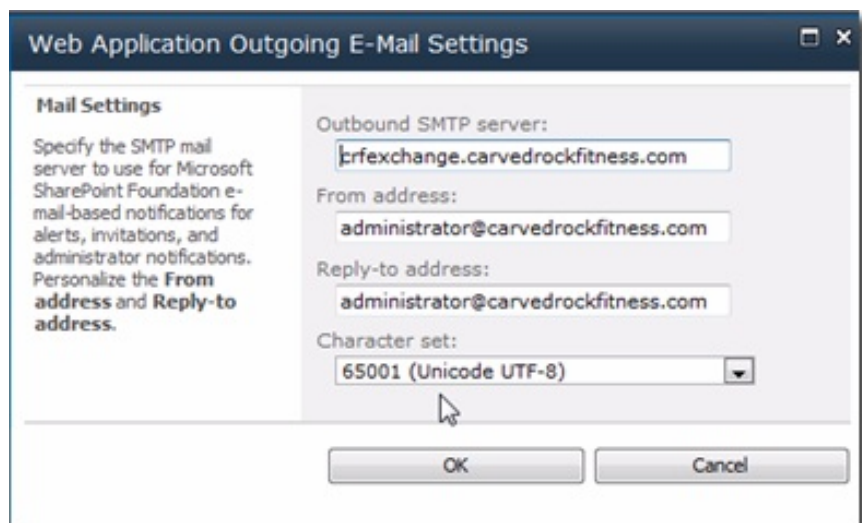 Web Application Outgoing E-Mail Settings
Mail Settings
Specify the SMTP mail
server to use for Microsoft
SharePoint Foundation e-
mail-based notifications for
alerts, invitations, and
administrator notifications.
Personalize the From
address and Reply-to
address.
Outbound SMTP server:
crfexchange.carvedrockfitness.com
From address:
administrator@carvedrockfitness.com
Reply-to address:
administrator@carvedrockfitness.com
Character set:
65001 (Unicode UTF-8)
OK
Cancel